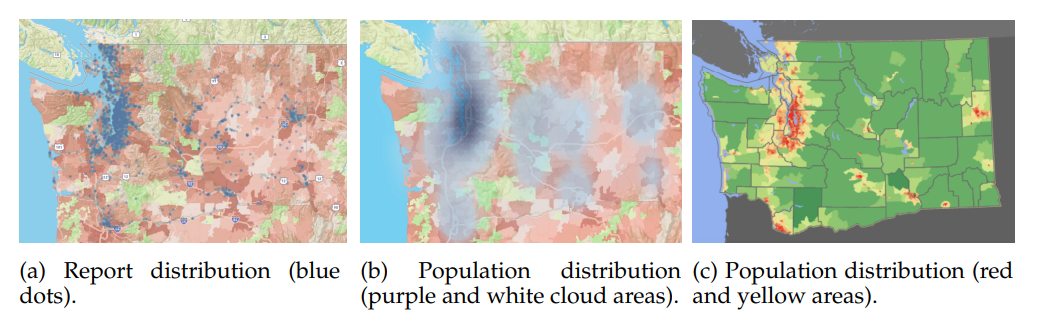 (a) Report distribution (blue
dots).
(b) Population distribution
(purple and white cloud areas).
(c) Population distribution (red
and yellow areas).